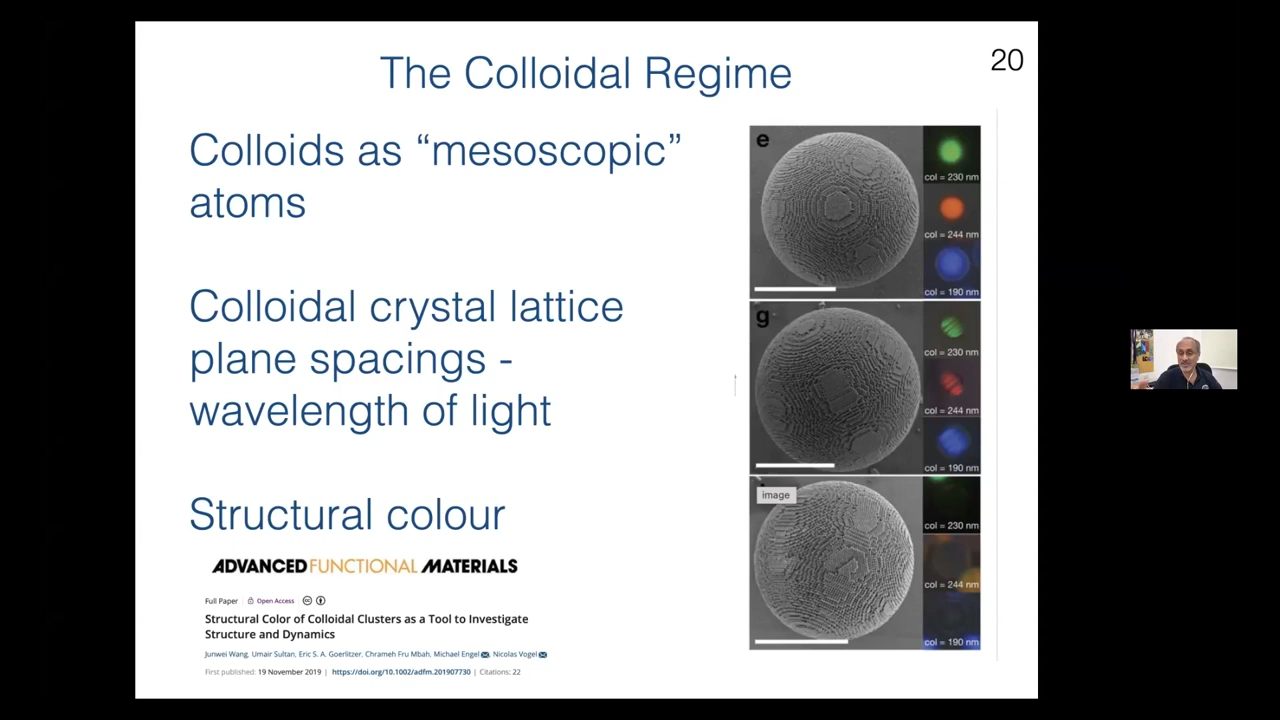 The Colloidal Regime
20
Colloids as “mesoscopic”
atoms
Colloidal crystal lattice
plane spacings -
wavelength of light
Structural colour
ADVANCED FUNCTIONAL MATERIALS
Full Paper Open Access
Structural Color of Colloidal Clusters as a Tool to Investigate
Structure and Dynamics
Junwei Wang, Umair Sultan, Eric S. A. Goerlitzer, Chrameh Fru Mbah, Michael Engel, Nicolas Vogel
First published: 19 November 2019 | https://doi.org/10.1002/adfm.201907730 | Citations: 22
e
col = 230 nm
col = 244 nm
col = 190 nm
g
col = 230 nm
col = 244 nm
col = 190 nm
image
col = 230 nm
col = 244 nm
col = 190 nm